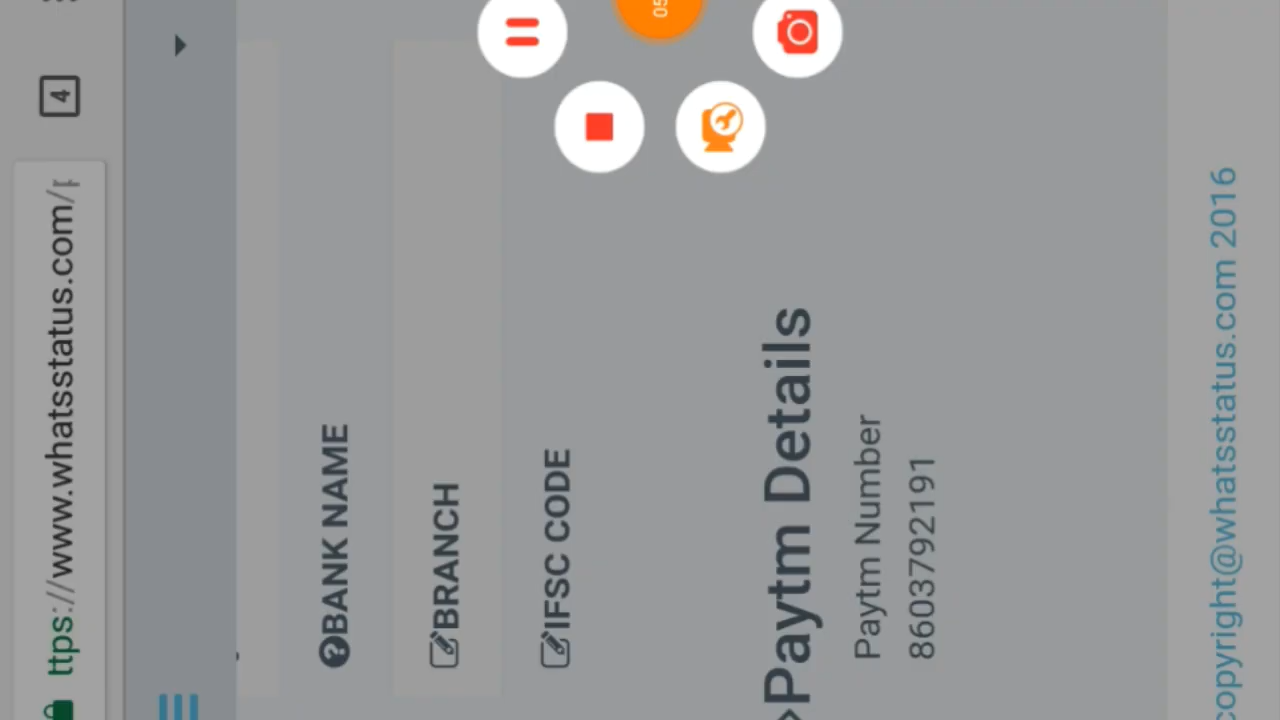 4
ttps://www.whatsstatus.com/
BANK NAME
BRANCH
IFSC CODE
Paytm Details
Paytm Number
8603792191
copyright@whatsstatus.com 2016
05